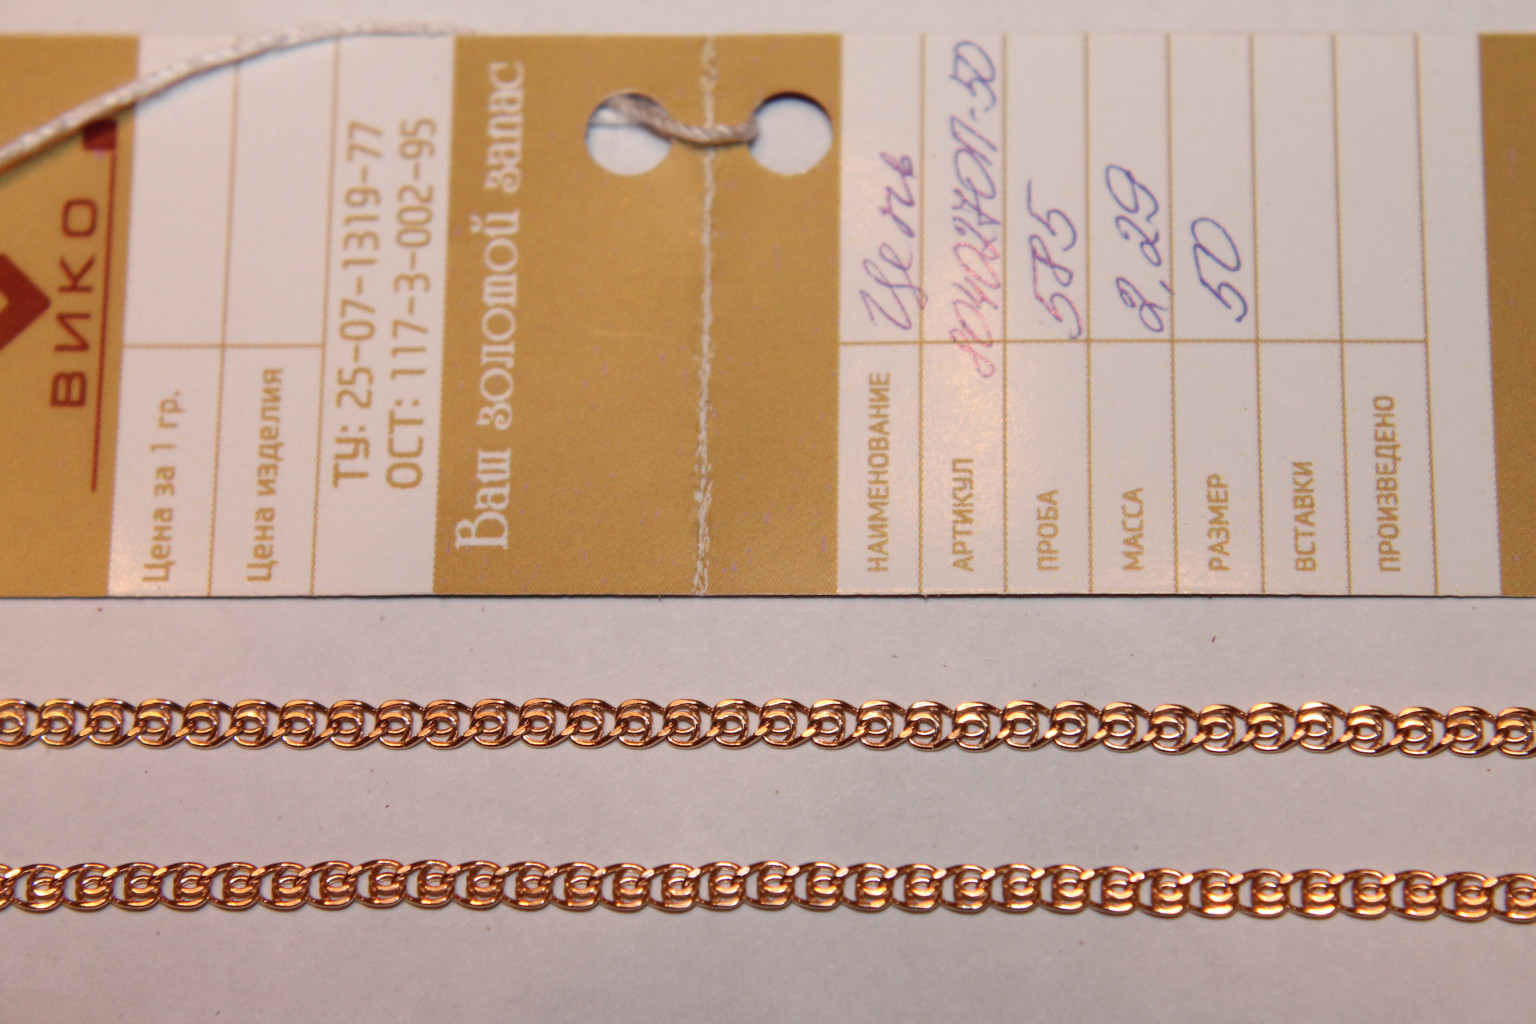 ВИКО
Цена за 1 гр.
Цена изделия
ТУ: 25-07-1319-77
ОСТ: 117-3-002-95
Ваш золотой запас
НАИМЕНОВАНИЕ Цепь
АРТИКУЛ
ПРОБА 585
МАССА 2,29
РАЗМЕР 50
ВСТАВКИ
ПРОИЗВЕДЕНО